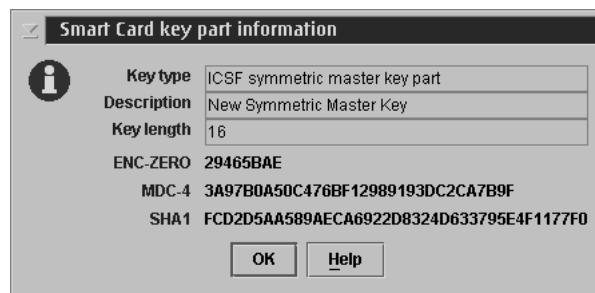 Smart Card key part information
Key type ICSF symmetric master key part
Description New Symmetric Master Key
Key length 16
ENC-ZERO 29465BAE
MDC-4 3A97B0A50C476BF12989193DC2CA7B9F
SHA1 FCD2D5AA589AECA6922D8324D633795E4F1177F0
OK Help